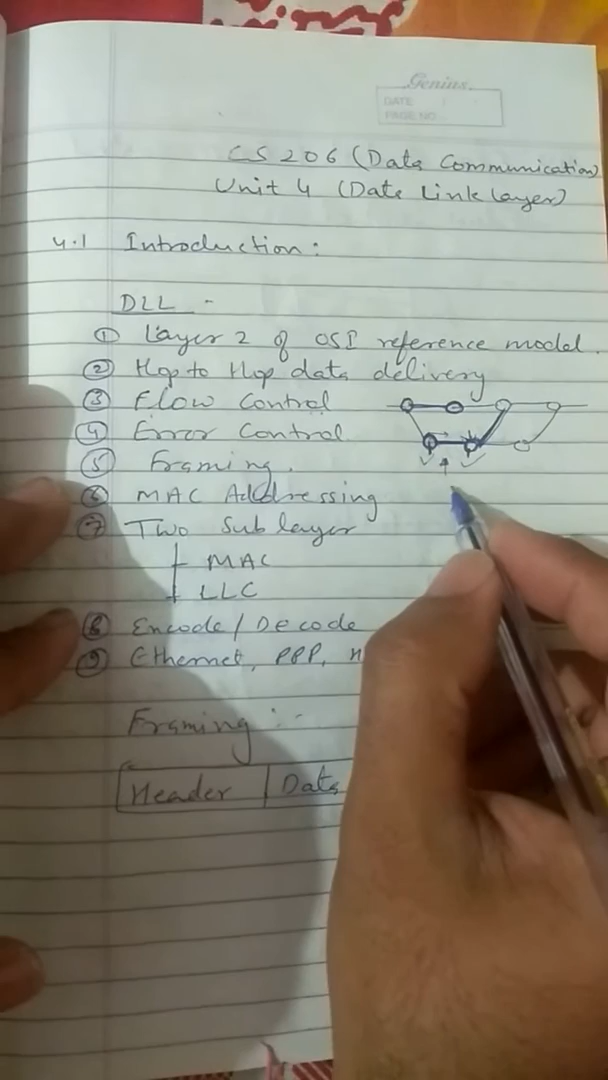 Genius
DATE :
PAGE NO. :
CS 206 (Data Communication)
Unit 4 (Data Link Layer)
4.1 Introduction :
DLL -
① Layer 2 of OSI reference model.
② Hop to Hop data delivery
③ Flow Control
④ Error Control
⑤ Framing.
⑥ MAC Addressing
⑦ Two Sub layer
MAC
LLC
⑧ Encode / Decode
⑨ Ethernet, PPP, H
Framing :-
Header | Data